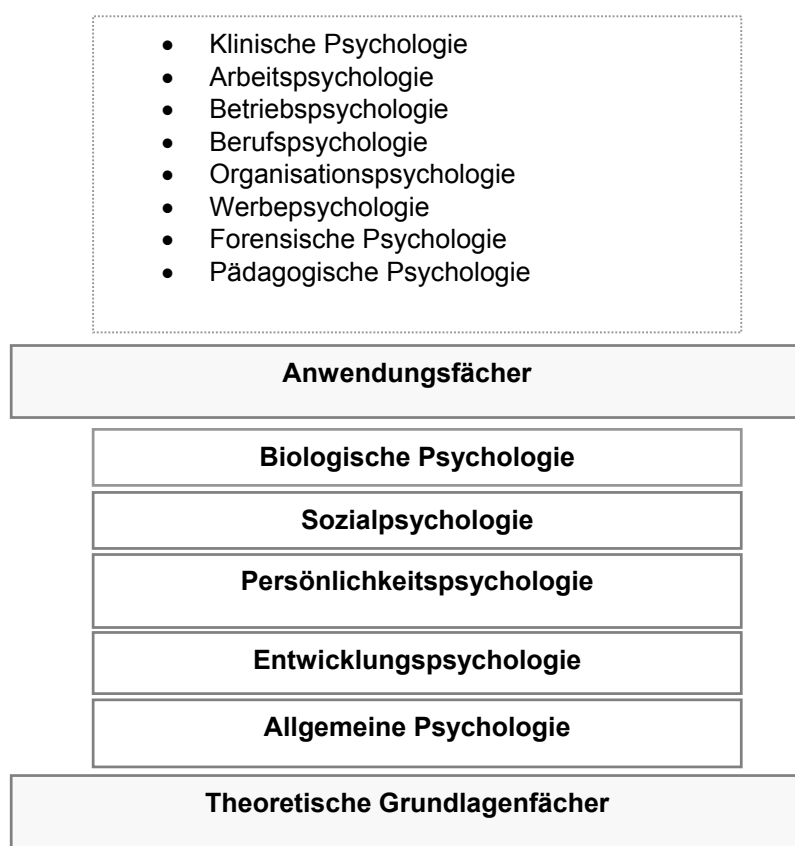 • Klinische Psychologie
• Arbeitspsychologie
• Betriebspsychologie
• Berufspsychologie
• Organisationspsychologie
• Werbepsychologie
• Forensische Psychologie
• Pädagogische Psychologie
Anwendungsfächer
Biologische Psychologie
Sozialpsychologie
Persönlichkeitspsychologie
Entwicklungspsychologie
Allgemeine Psychologie
Theoretische Grundlagenfächer